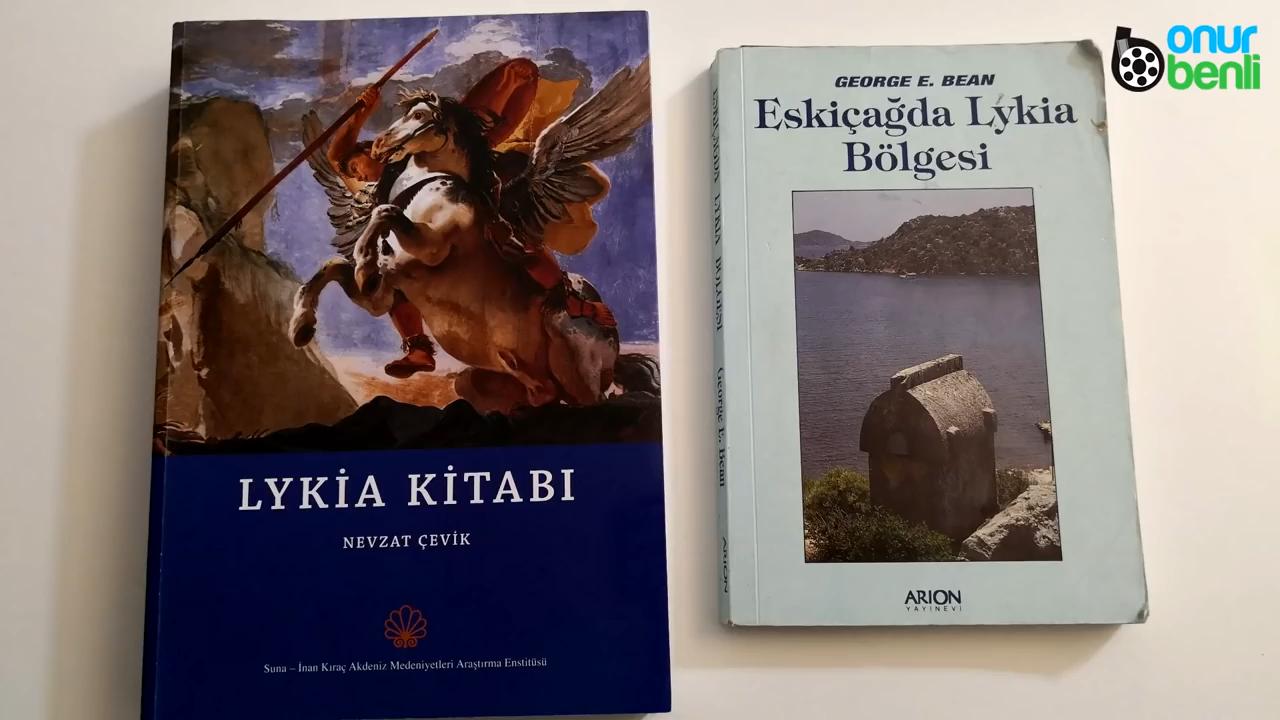 LYKİA KİTABI
NEVZAT ÇEVİK
Suna – İnan Kıraç Akdeniz Medeniyetleri Araştırma Enstitüsü
GEORGE E. BEAN
Eskiçağda Lykia
Bölgesi
ARION
YAYINEVİ
ESKİÇAĞDA LYKIA BÖLGESİ George E. Bean ARION
onur
benli